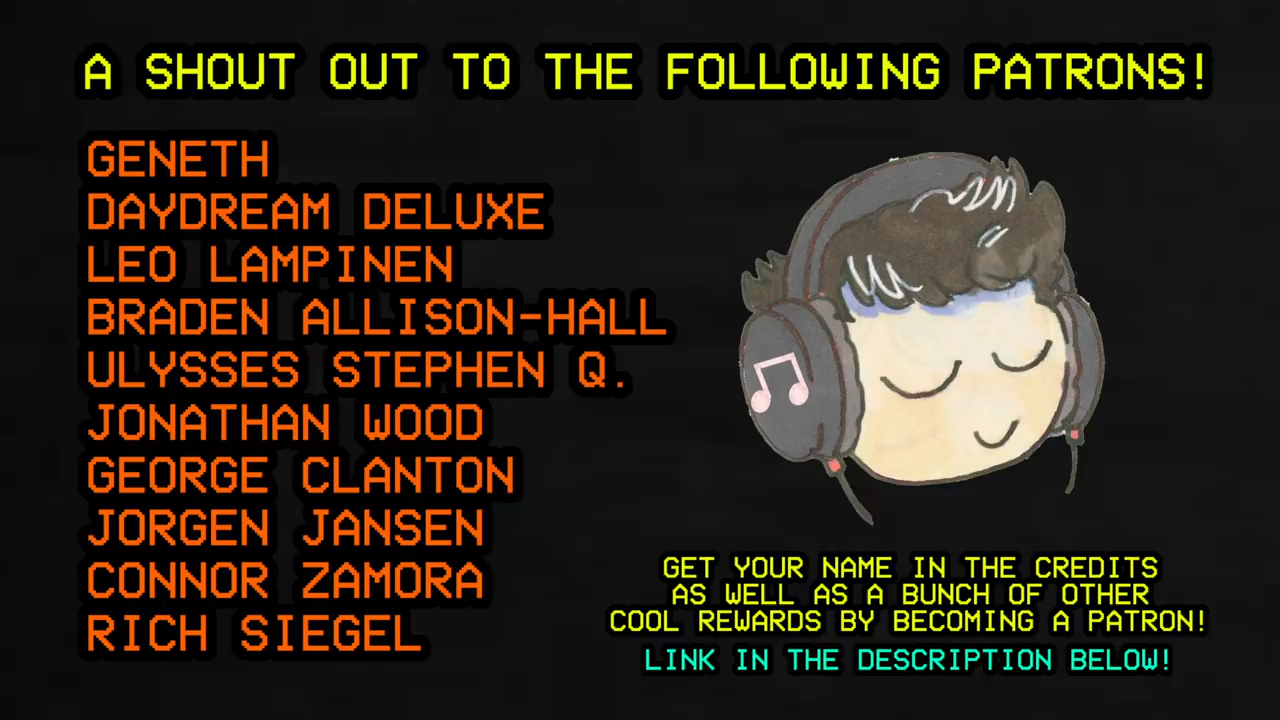 A SHOUT OUT TO THE FOLLOWING PATRONS!
GENETH
DAYDREAM DELUXE
LEO LAMPINEN
BRADEN ALLISON-HALL
ULYSSES STEPHEN Q.
JONATHAN WOOD
GEORGE CLANTON
JORGEN JANSEN
CONNOR ZAMORA
RICH SIEGEL
GET YOUR NAME IN THE CREDITS
AS WELL AS A BUNCH OF OTHER
COOL REWARDS BY BECOMING A PATRON!
LINK IN THE DESCRIPTION BELOW!